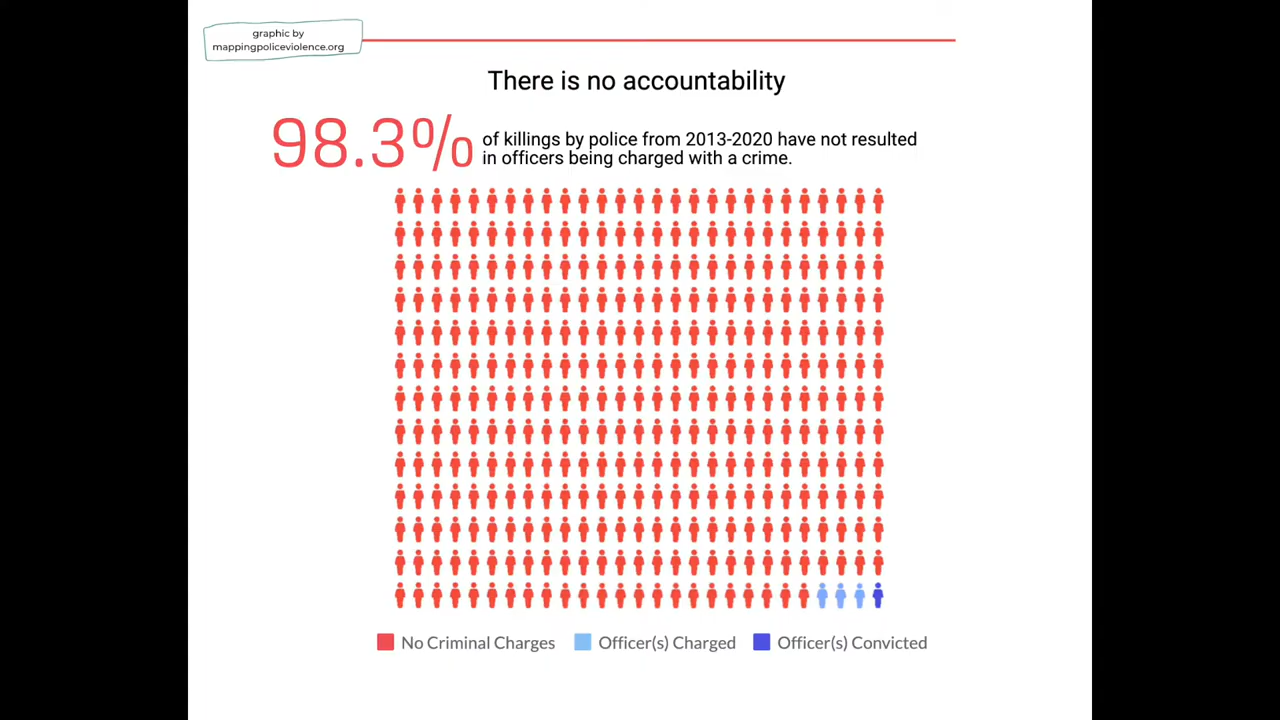 graphic by
mappingpoliceviolence.org
There is no accountability
98.3%
of killings by police from 2013-2020 have not resulted
in officers being charged with a crime.
No Criminal Charges
Officer(s) Charged
Officer(s) Convicted